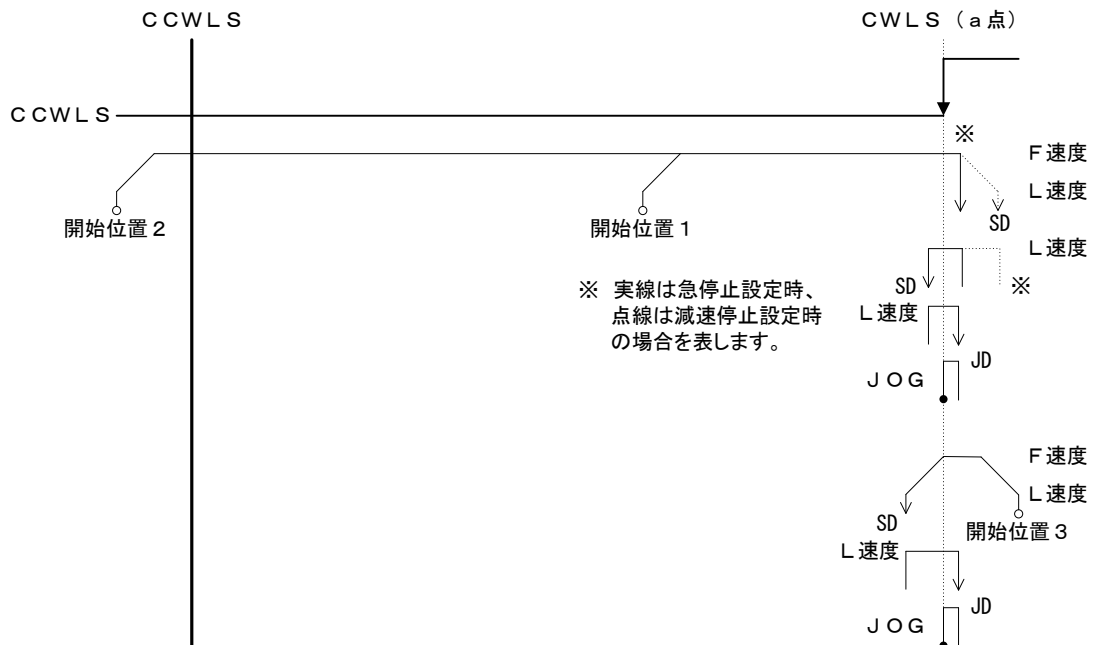 CCWLS
CWLS (a点)
CCWLS
※
F速度
L速度
SD
開始位置2
開始位置1
L速度
SD
※
※ 実線は急停止設定時、
点線は減速停止設定時
の場合を表します。
L速度
JD
JOG
F速度
L速度
SD
開始位置3
L速度
JD
JOG